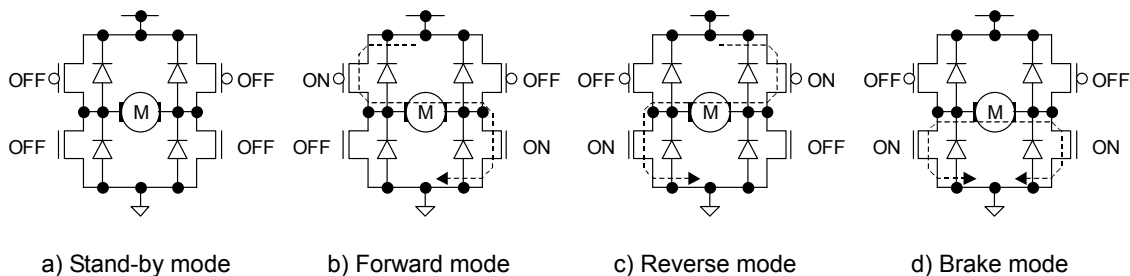 OFF OFF ON OFF OFF ON OFF OFF
M M M M
OFF OFF OFF ON ON OFF ON ON
a) Stand-by mode b) Forward mode c) Reverse mode d) Brake mode